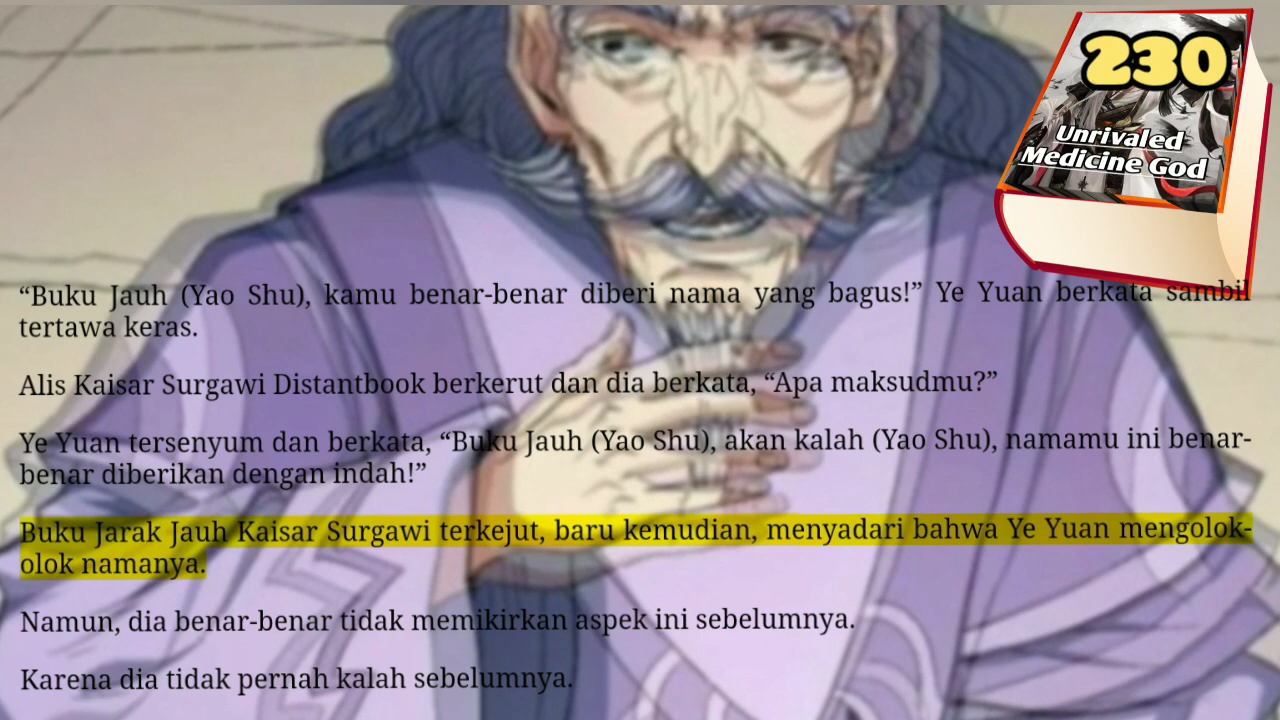 230
Unrivaled
Medicine God
“Buku Jauh (Yao Shu), kamu benar-benar diberi nama yang bagus!” Ye Yuan berkata sambil
tertawa keras.
Alis Kaisar Surgawi Distantbook berkerut dan dia berkata, “Apa maksudmu?”
Ye Yuan tersenyum dan berkata, “Buku Jauh (Yao Shu), akan kalah (Yao Shu), namamu ini benar-
benar diberikan dengan indah!”
Buku Jarak Jauh Kaisar Surgawi terkejut, baru kemudian, menyadari bahwa Ye Yuan mengolok-
olok namanya.
Namun, dia benar-benar tidak memikirkan aspek ini sebelumnya.
Karena dia tidak pernah kalah sebelumnya.